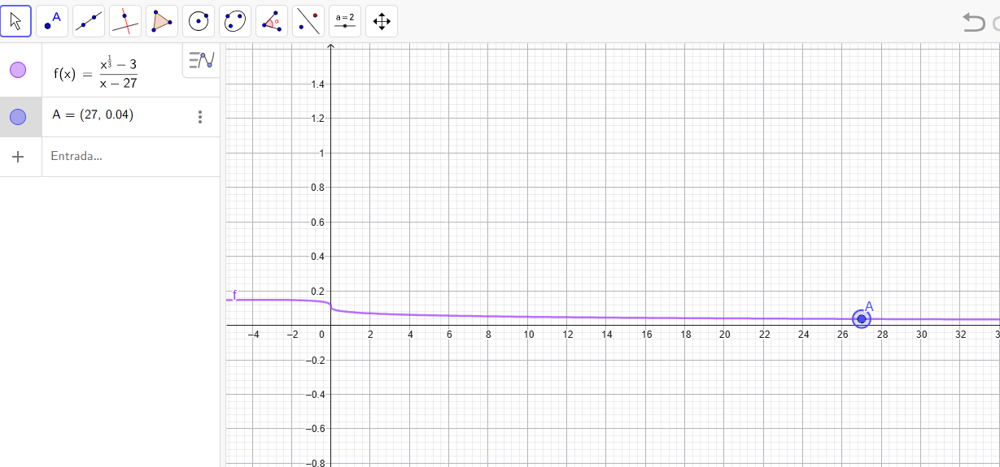 A
a=2
f(x) = x^(1/3) − 3 / x − 27
A = (27, 0.04)
Entrada...
1.4
1.2
1
0.8
0.6
0.4
f
0.2
A
−4 −2 0 2 4 6 8 10 12 14 16 18 20 22 24 26 28 30 32 3
−0.2
−0.4
−0.6
−0.8